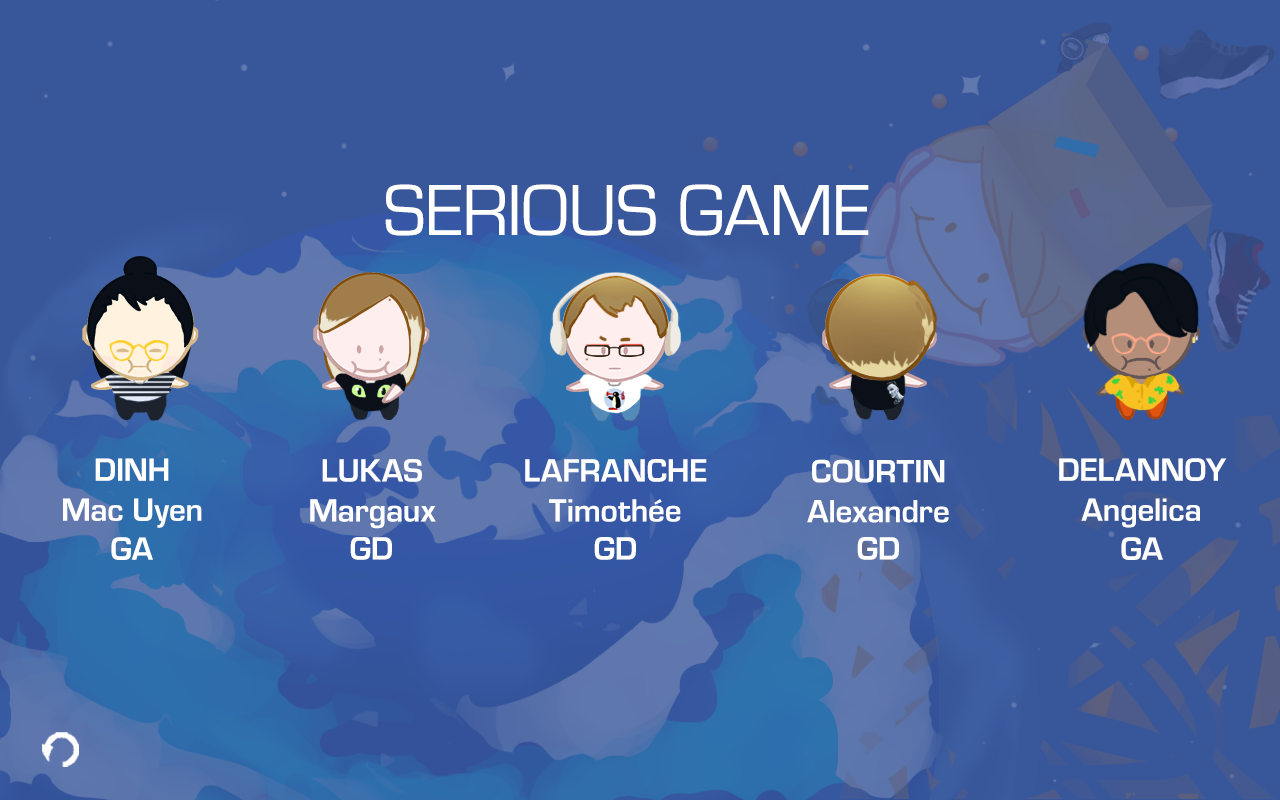 SERIOUS GAME
DINH
Mac Uyen
GA
LUKAS
Margaux
GD
LAFRANCHE
Timothée
GD
COURTIN
Alexandre
GD
DELANNOY
Angelica
GA